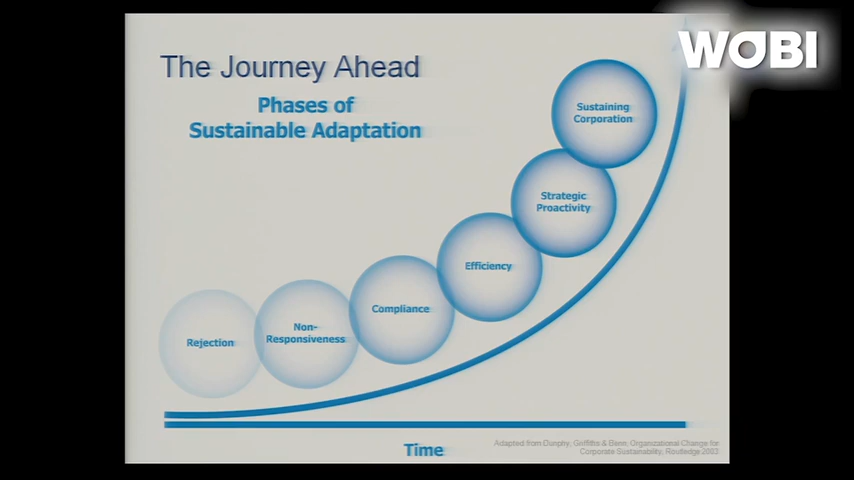 WOBI
The Journey Ahead
Phases of
Sustainable Adaptation
Sustaining
Corporation
Strategic
Proactivity
Efficiency
Compliance
Non-
Responsiveness
Rejection
Time
Adapted from Dunphy, Griffiths & Benn; Organizational Change for
Corporate Sustainability, Routledge 2003